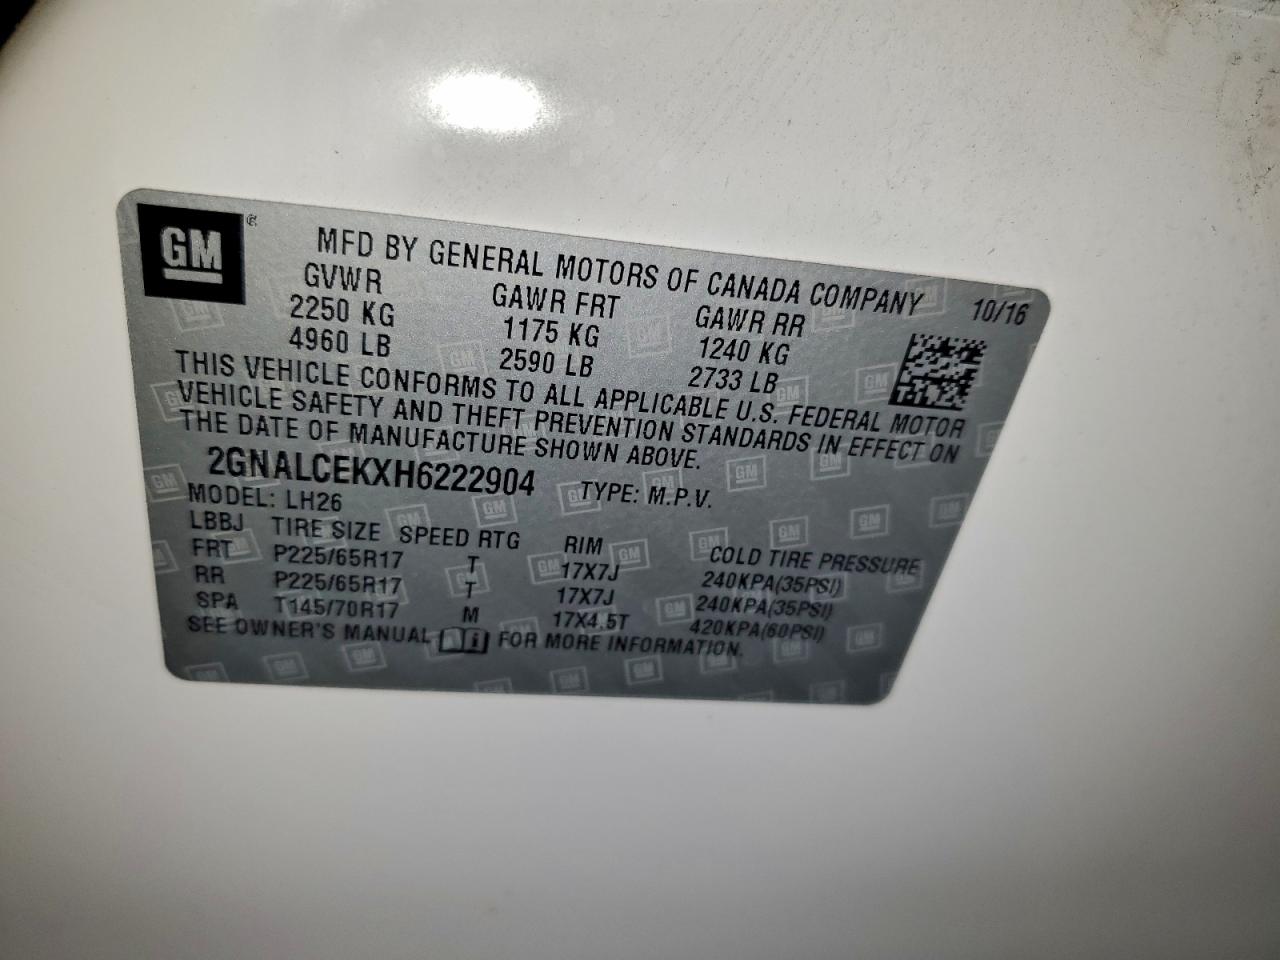 GM
MFD BY GENERAL MOTORS OF CANADA COMPANY 10/16
GVWR GAWR FRT GAWR RR
2250 KG 1175 KG 1240 KG
4960 LB 2590 LB 2733 LB
THIS VEHICLE CONFORMS TO ALL APPLICABLE U.S. FEDERAL MOTOR
VEHICLE SAFETY AND THEFT PREVENTION STANDARDS IN EFFECT ON
THE DATE OF MANUFACTURE SHOWN ABOVE.
2GNALCEKXH6222904 TYPE: M.P.V.
MODEL: LH26
LBBJ TIRE SIZE SPEED RTG RIM COLD TIRE PRESSURE
FRT P225/65R17 T 17X7J 240KPA(35PSI)
RR P225/65R17 T 17X7J 240KPA(35PSI)
SPA T145/70R17 M 17X4.5T 420KPA(60PSI)
SEE OWNER'S MANUAL i FOR MORE INFORMATION.